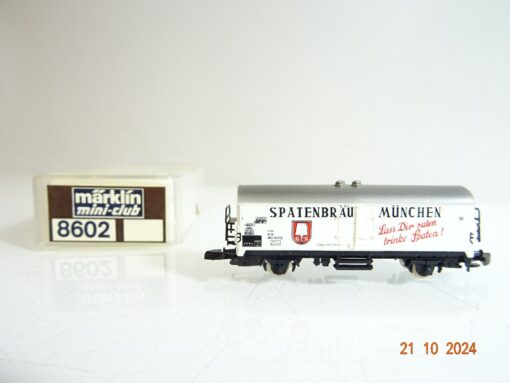 märklin
mini-club
8602
SPATENBRÄU MÜNCHEN
G S
Lass Dir raten
trinke Spaten!
21 10 2024